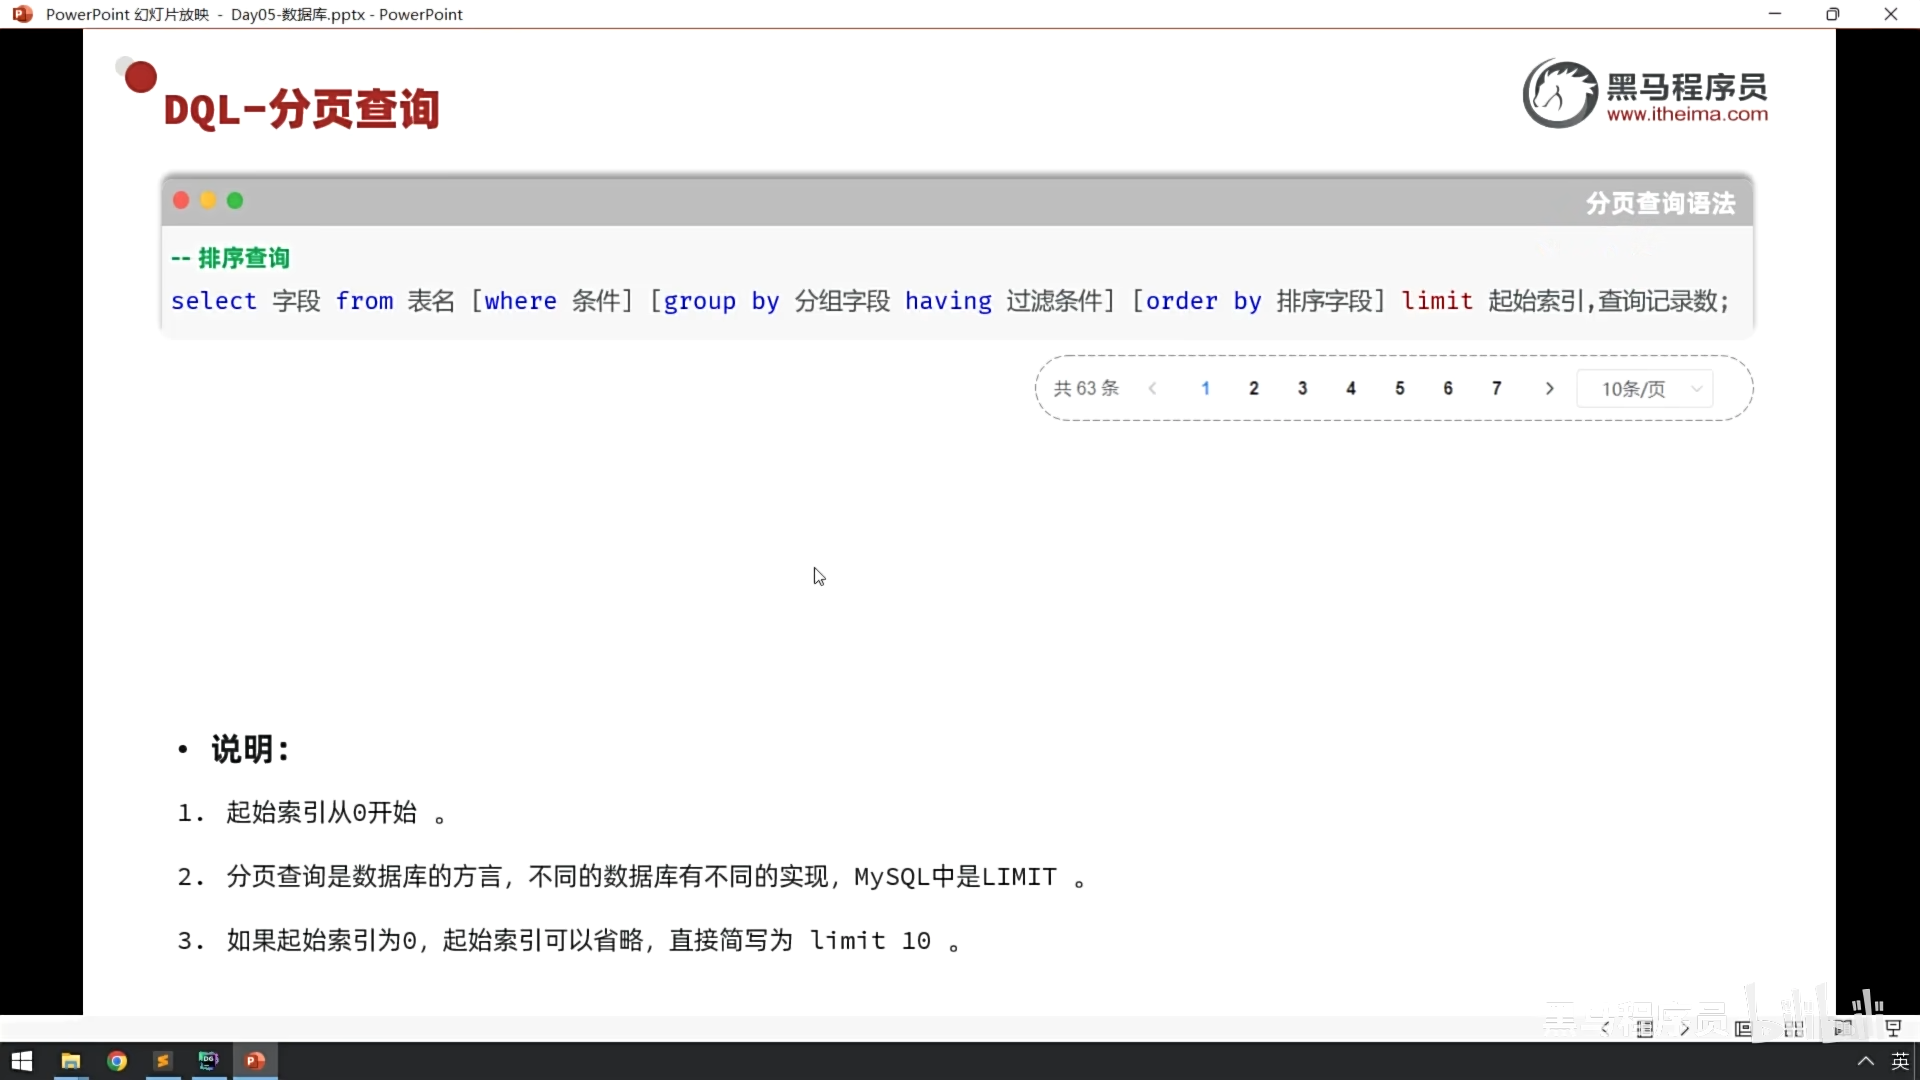 PowerPoint 幻灯片放映 - Day05-数据库.pptx - PowerPoint
DQL-分页查询
黑马程序员
www.itheima.com
分页查询语法
-- 排序查询
select 字段 from 表名 [where 条件] [group by 分组字段 having 过滤条件] [order by 排序字段] limit 起始索引,查询记录数;
共 63 条 1 2 3 4 5 6 7 10条/页
• 说明:
1. 起始索引从0开始 。
2. 分页查询是数据库的方言，不同的数据库有不同的实现，MySQL中是LIMIT 。
3. 如果起始索引为0，起始索引可以省略，直接简写为 limit 10 。
黑马程序员 bilibili
英